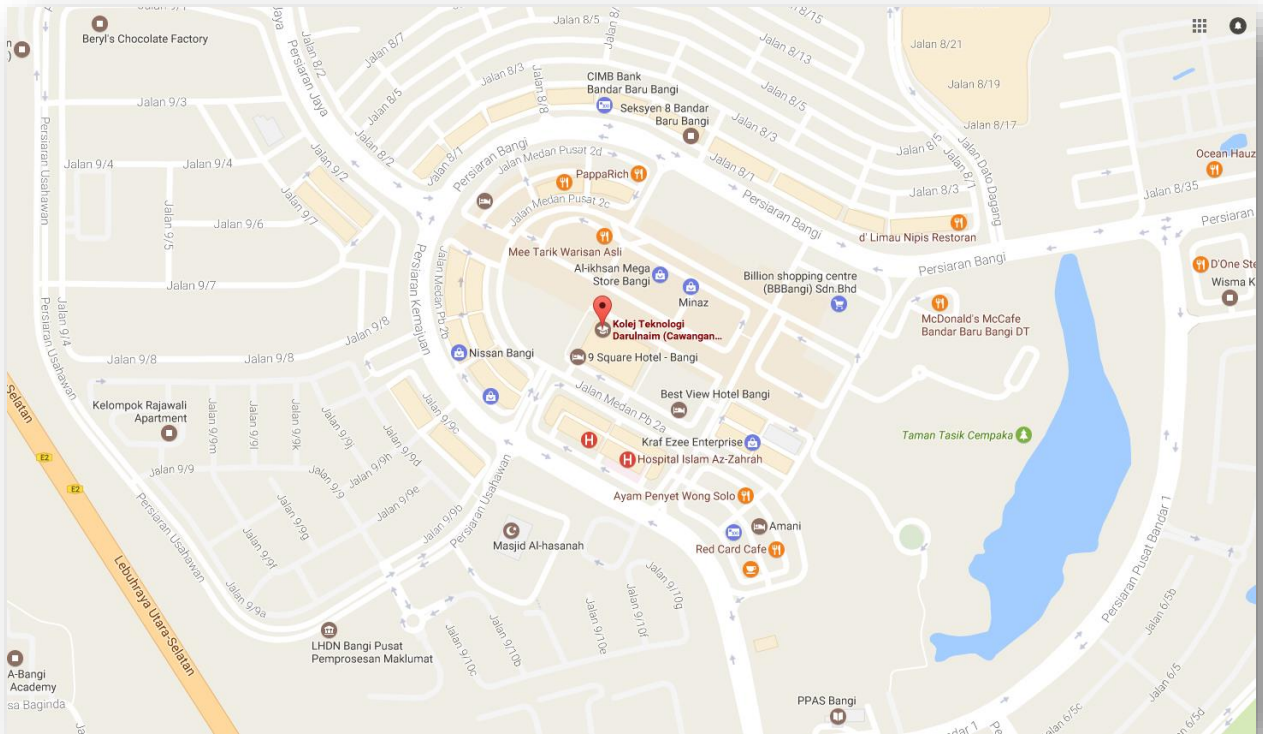 Beryl's Chocolate Factory
Jaya
Jalan 8/2
Jalan 8/5
Jalan 8/15
Jalan 8/21
Persiaran Jaya
Jalan 8/7
Jalan 8/13
Jalan 8/3
CIMB Bank
Bandar Baru Bangi
Jalan 8/19
Jalan 8/5
Jalan 8/8
Jalan 8/5
Jalan 9/3
Seksyen 8 Bandar
Baru Bangi
Jalan 8/17
Persiaran Usahawan
Jalan 8/2
Jalan 8/1
Persiaran Bangi
Jalan 8/3
Jalan 8/5
Jalan Medan Pusat 2d
Jalan 9/4
Jalan 9/4
Jalan 9/2
Jalan 8/1
Jalan 8/1
Jalan Dato Dagang
Ocean Hauz
PappaRich
Jalan 8/3
Jalan 8/35
Jalan Medan Pusat 2c
Persiaran Bangi
Persiaran
Jalan 9/5
Jalan 9/6
Jalan 9/7
d' Limau Nipis Restoran
Mee Tarik Warisan Asli
Persiaran Bangi
Al-ikhsan Mega
Store Bangi
Billion shopping centre
(BBBangi) Sdn.Bhd
D'One Ste
Wisma K
Jalan 9/7
Minaz
Persiaran Kemajuan
Jalan Medan Pb 2b
McDonald's McCafe
Bandar Baru Bangi DT
Kolej Teknologi
Darulnaim (Cawangan...
Jalan 9/4
Jalan 9/8
Jalan 9/8
Jalan 9/8
Nissan Bangi
9 Square Hotel - Bangi
Selatan
Kelompok Rajawali
Apartment
Jalan Medan Pb 2a
Best View Hotel Bangi
Jalan 9/9m
Jalan 9/9l
Jalan 9/9k
Jalan 9/9j
Jalan 9/9c
Kraf Ezee Enterprise
Taman Tasik Cempaka
E2
Hospital Islam Az-Zahrah
Jalan 9/9
Jalan 9/9
Jalan 9/9h
E2
Jalan 9/9e
Ayam Penyet Wong Solo
Persiaran Usahawan
Jalan 9/9g
Jalan 9/9d
Jalan 9/9b
Persiaran Usahawan
Amani
Masjid Al-hasanah
Red Card Cafe
Jalan 9/9f
Lebuhraya Utara-Selatan
Jalan 9/9a
Jalan 9/10g
Persiaran Pusat Bandar 1
Jalan 6/5b
LHDN Bangi Pusat
Pemprosesan Maklumat
Jalan 9/10c
Jalan 9/10b
Jalan 9/10e
Jalan 9/10f
A-Bangi
Academy
sa Baginda
Jalan 6/5
PPAS Bangi
Jalan 6/5c
Jalan 6/5d
dar 1